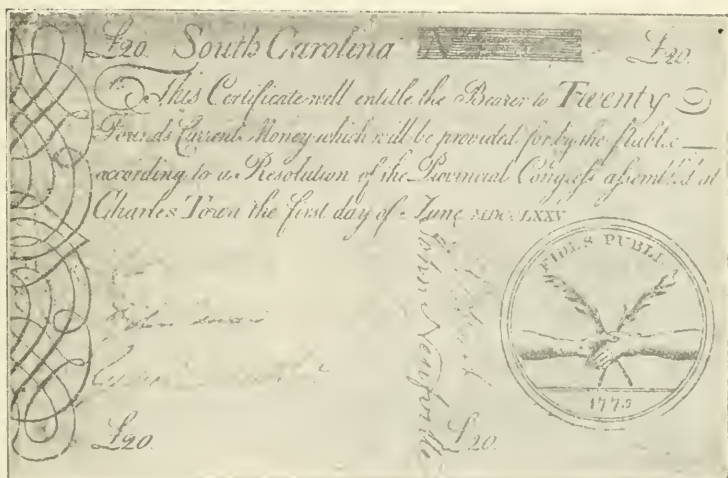 £20. South Carolina N £20.
This Certificate will entitle the Bearer to Twenty
Pounds Current Money which will be provided for by the Public
according to a Resolution of the Provincial Congress assembled at
Charles Town the first day of June MDCCLXXV
FIDES PUBLI
1775
John
£20. £20.